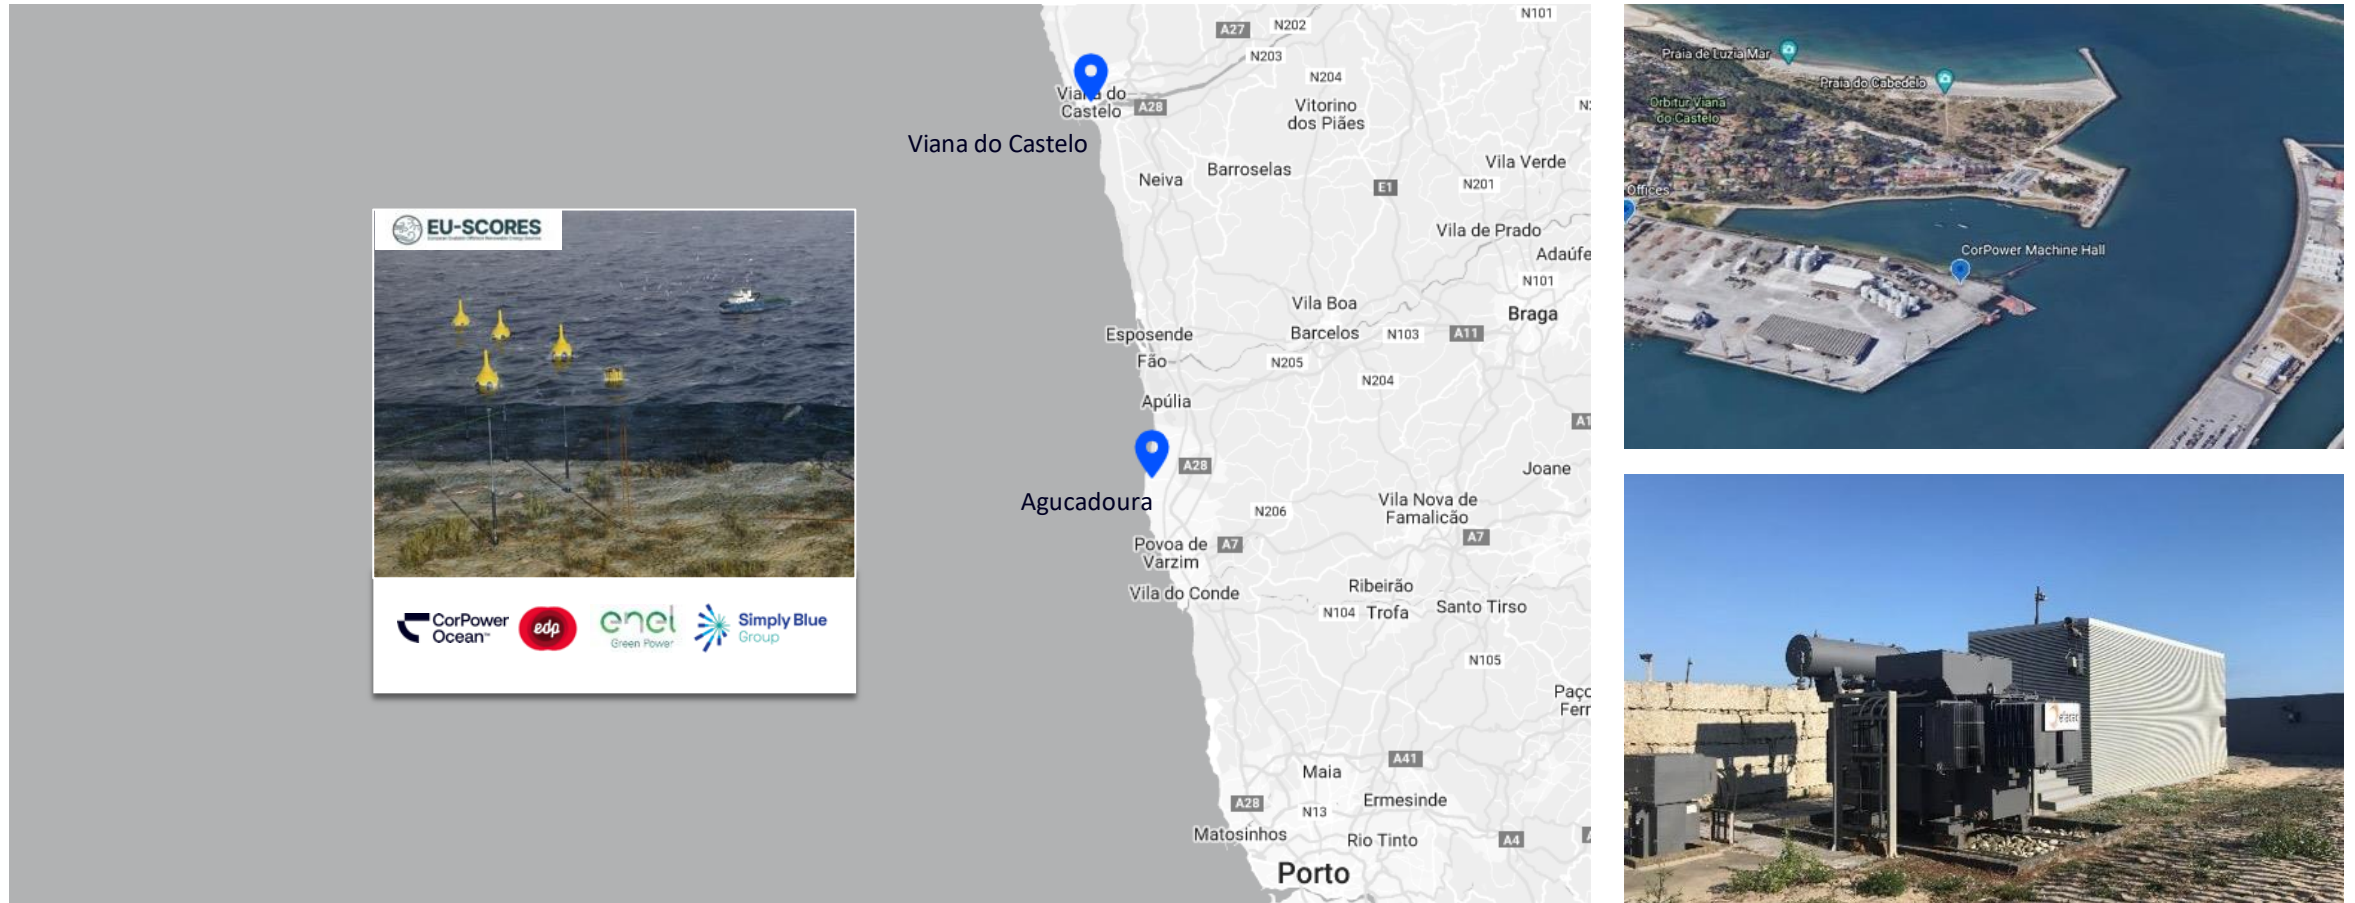 EU-SCORES
CorPower
Ocean™
edp
enel
Green Power
Simply Blue
Group
N101
A27
N202
N203
N204
Viana do
Castelo
A28
Vitorino
dos Piães
Viana do Castelo
Vila Verde
Barroselas
Neiva
E1
N201
Vila de Prado
Adaúfe
N101
Vila Boa
Braga
Esposende
Barcelos
N103
A11
Fão
N205
N204
Apúlia
A28
Joane
Agucadoura
N206
Vila Nova de
Famalicão
A7
Povoa de
Varzim
A7
Vila do Conde
Ribeirão
N104
Trofa
Santo Tirso
N105
Paço
Ferr
A41
Maia
A28
N13
Ermesinde
Matosinhos
Rio Tinto
A4
Porto
Praia de Luzia Mar
Praia do Cabedelo
Orbitur Viana
do Castelo
Offices
CorPower Machine Hall
efacec